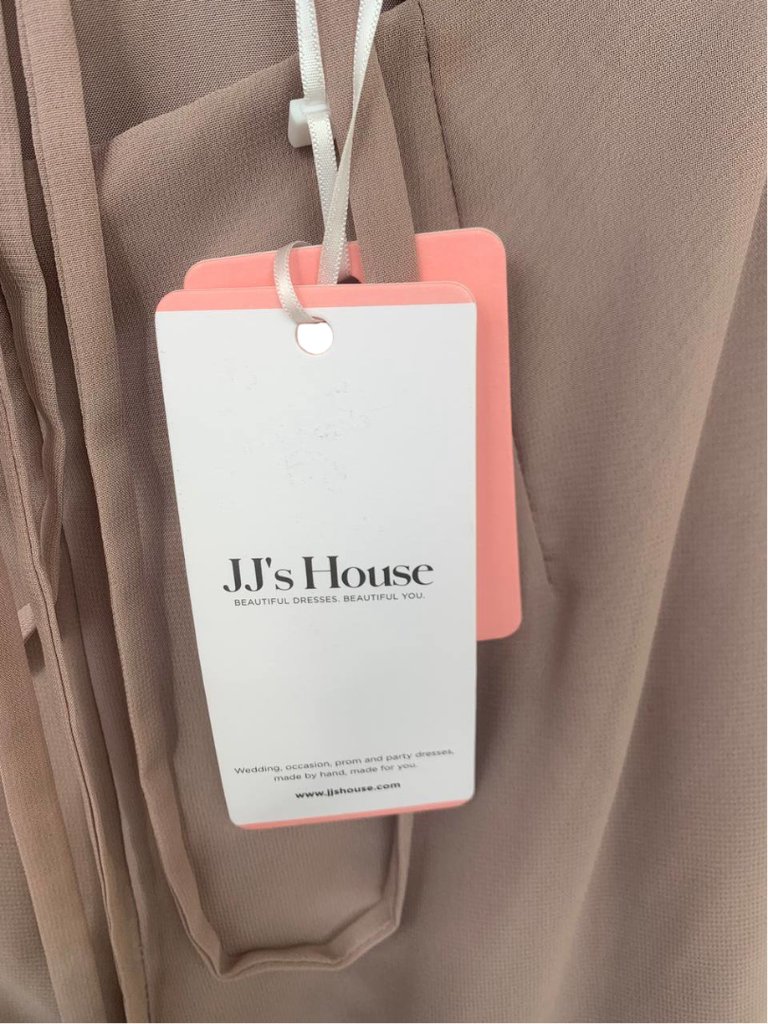 JJ's House
BEAUTIFUL DRESSES. BEAUTIFUL YOU.
Wedding, occasion, prom and party dresses,
made by hand, made for you.
www.jjshouse.com